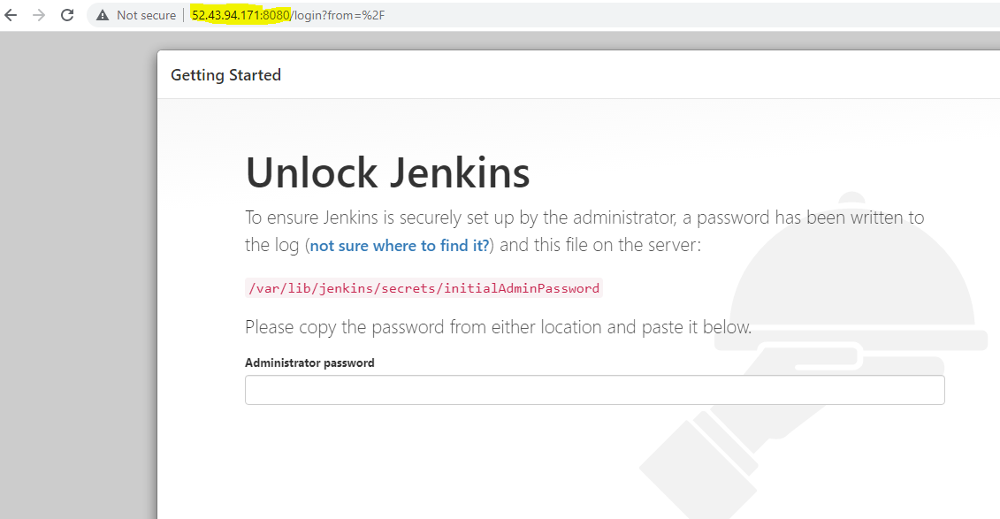 Not secure | 52.43.94.171:8080/login?from=%2F
Getting Started
Unlock Jenkins
To ensure Jenkins is securely set up by the administrator, a password has been written to
the log (not sure where to find it?) and this file on the server:
/var/lib/jenkins/secrets/initialAdminPassword
Please copy the password from either location and paste it below.
Administrator password